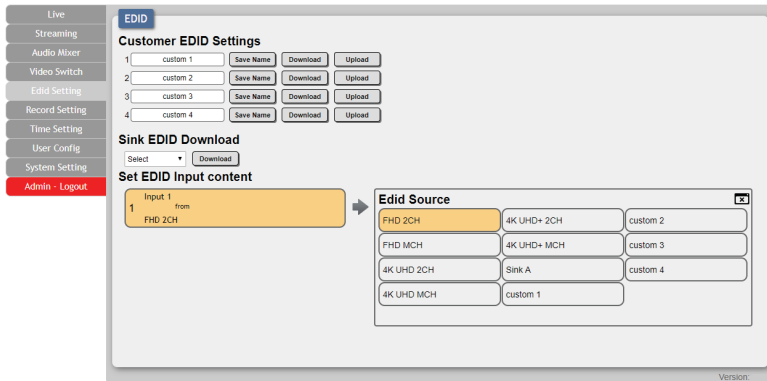 Live
Streaming
Audio Mixer
Video Switch
Edid Setting
Record Setting
Time Setting
User Config
System Setting
Admin - Logout
EDID
Customer EDID Settings
1 custom 1 Save Name Download Upload
2 custom 2 Save Name Download Upload
3 custom 3 Save Name Download Upload
4 custom 4 Save Name Download Upload
Sink EDID Download
Select Download
Set EDID Input content
1 Input 1
from
FHD 2CH
Edid Source
FHD 2CH 4K UHD+ 2CH custom 2
FHD MCH 4K UHD+ MCH custom 3
4K UHD 2CH Sink A custom 4
4K UHD MCH custom 1
Version: